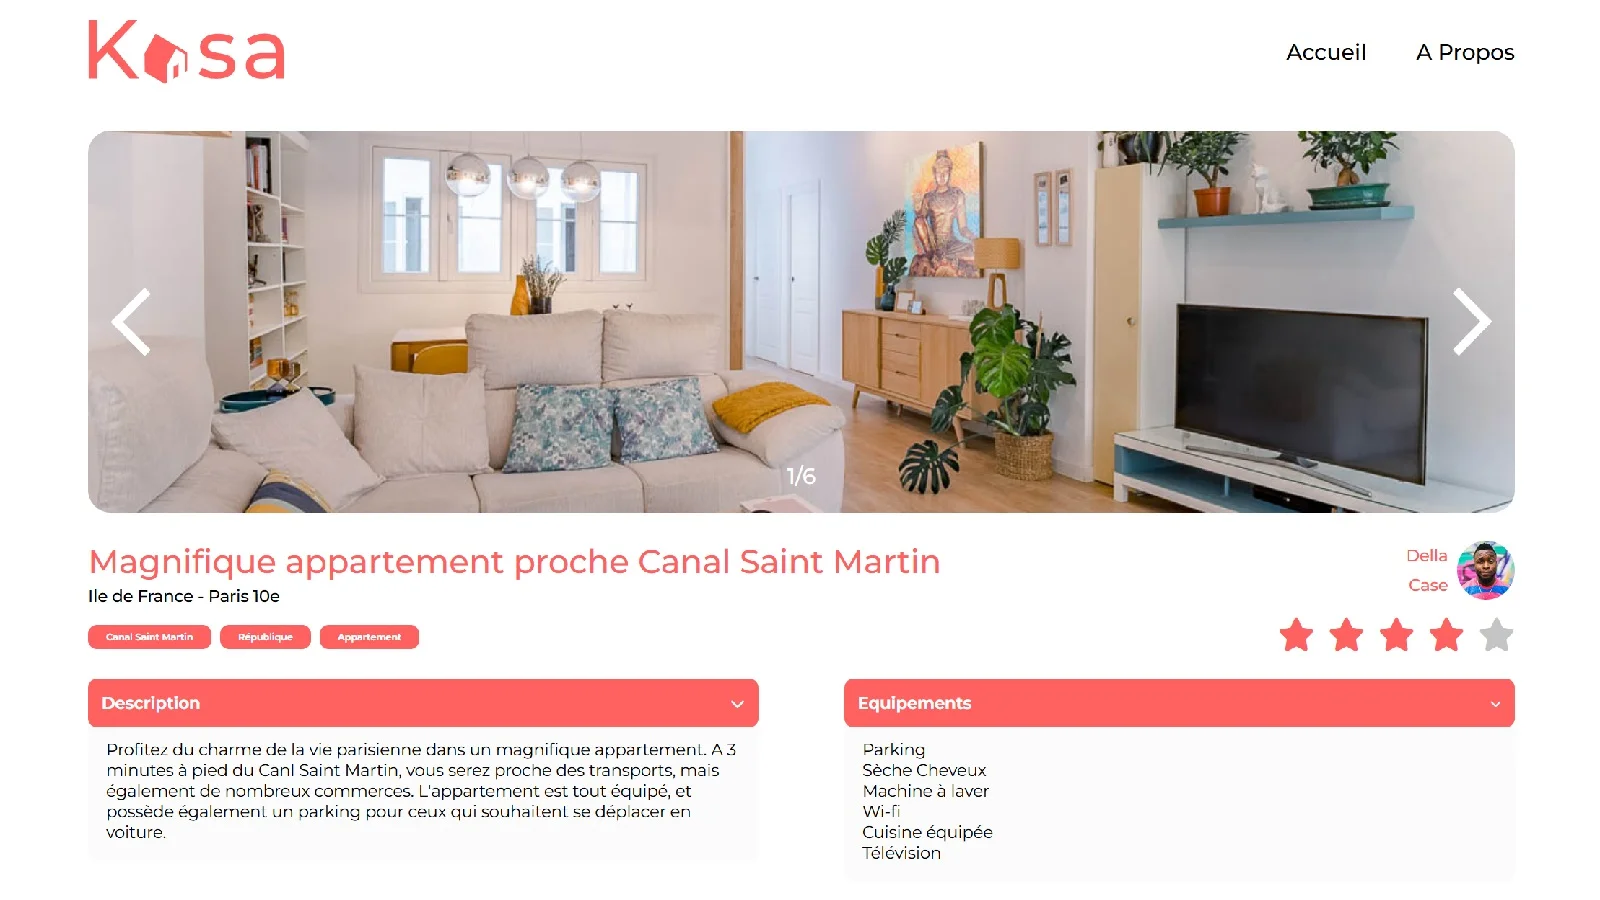 Kasa
Accueil
A Propos
1/6
Magnifique appartement proche Canal Saint Martin
Ile de France - Paris 10e
Della
Case
Canal Saint Martin
République
Appartement
Description
Profitez du charme de la vie parisienne dans un magnifique appartement. A 3
minutes à pied du Canl Saint Martin, vous serez proche des transports, mais
également de nombreux commerces. L'appartement est tout équipé, et
possède également un parking pour ceux qui souhaitent se déplacer en
voiture.
Equipements
Parking
Sèche Cheveux
Machine à laver
Wi-fi
Cuisine équipée
Télévision